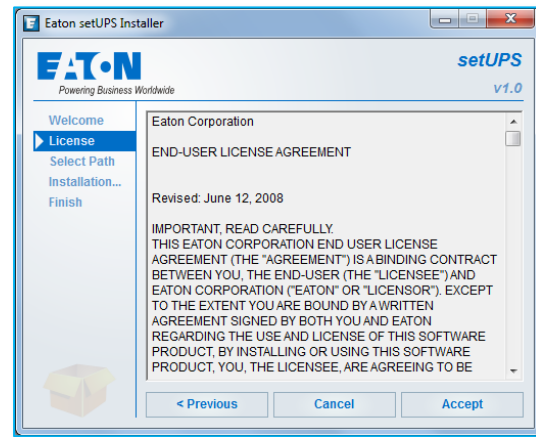 Eaton setUPS Installer
EATON
Powering Business Worldwide
setUPS
v1.0
Welcome
License
Select Path
Installation...
Finish
Eaton Corporation
END-USER LICENSE AGREEMENT
Revised: June 12, 2008
IMPORTANT, READ CAREFULLY.
THIS EATON CORPORATION END USER LICENSE
AGREEMENT (THE "AGREEMENT") IS A BINDING CONTRACT
BETWEEN YOU, THE END-USER (THE "LICENSEE") AND
EATON CORPORATION ("EATON" OR "LICENSOR"). EXCEPT
TO THE EXTENT YOU ARE BOUND BY A WRITTEN
AGREEMENT SIGNED BY BOTH YOU AND EATON
REGARDING THE USE AND LICENSE OF THIS SOFTWARE
PRODUCT, BY INSTALLING OR USING THIS SOFTWARE
PRODUCT, YOU, THE LICENSEE, ARE AGREEING TO BE
< Previous
Cancel
Accept